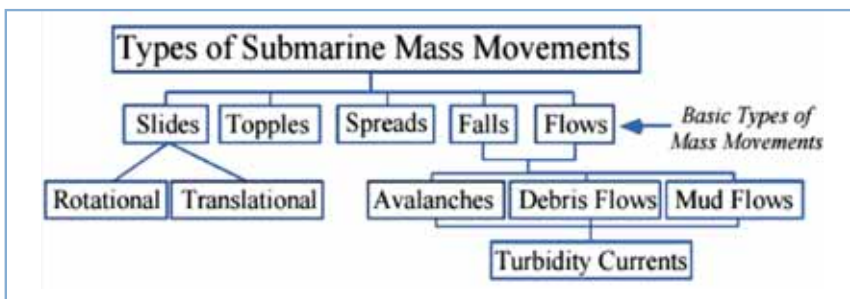 Types of Submarine Mass Movements
Slides
Topples
Spreads
Falls
Flows
Basic Types of
Mass Movements
Rotational
Translational
Avalanches
Debris Flows
Mud Flows
Turbidity Currents